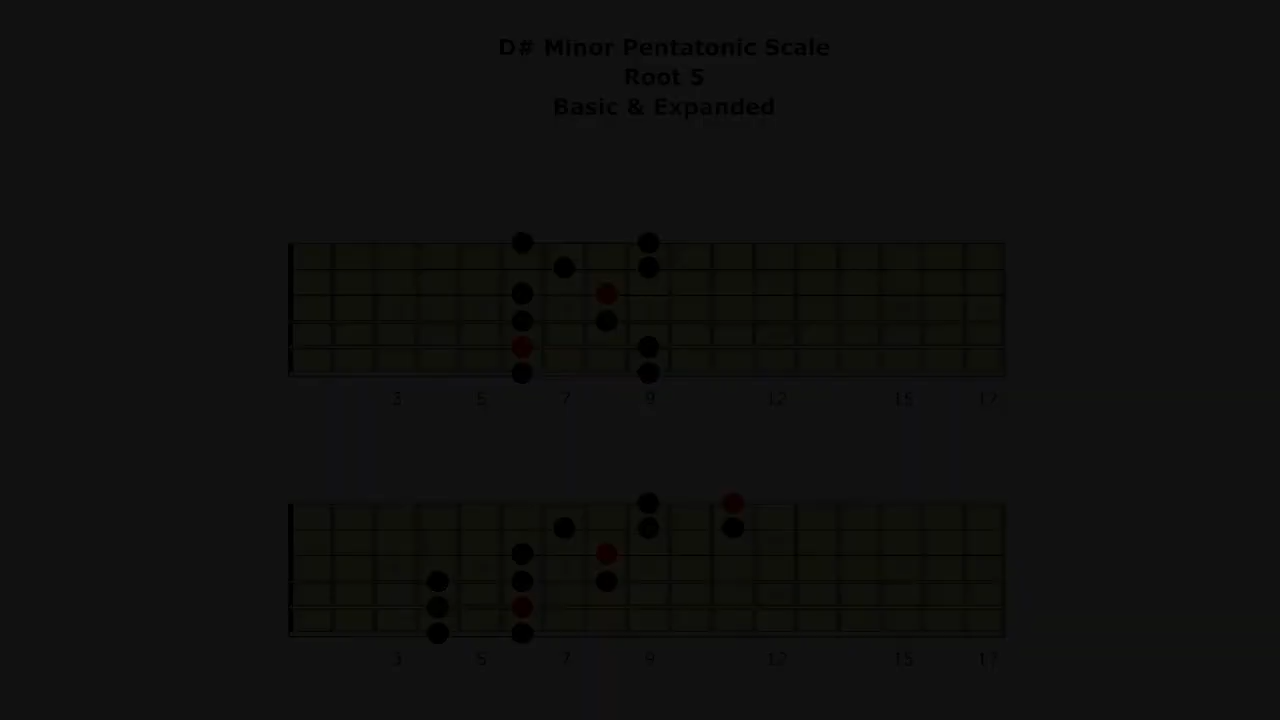 D# Minor Pentatonic Scale
Root 5
Basic & Expanded
3 5 7 9 12 15 17
3 5 7 9 12 15 17